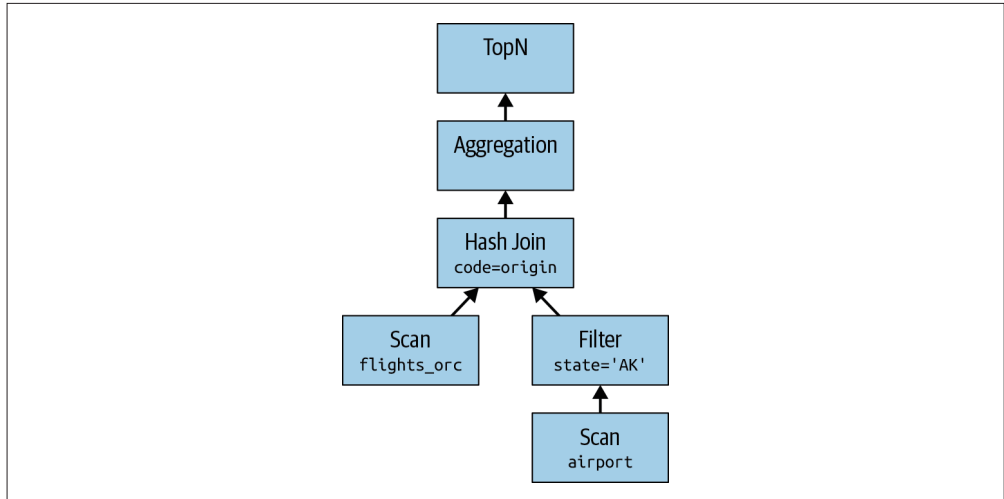 TopN
Aggregation
Hash Join
code=origin
Scan
flights_orc
Filter
state='AK'
Scan
airport